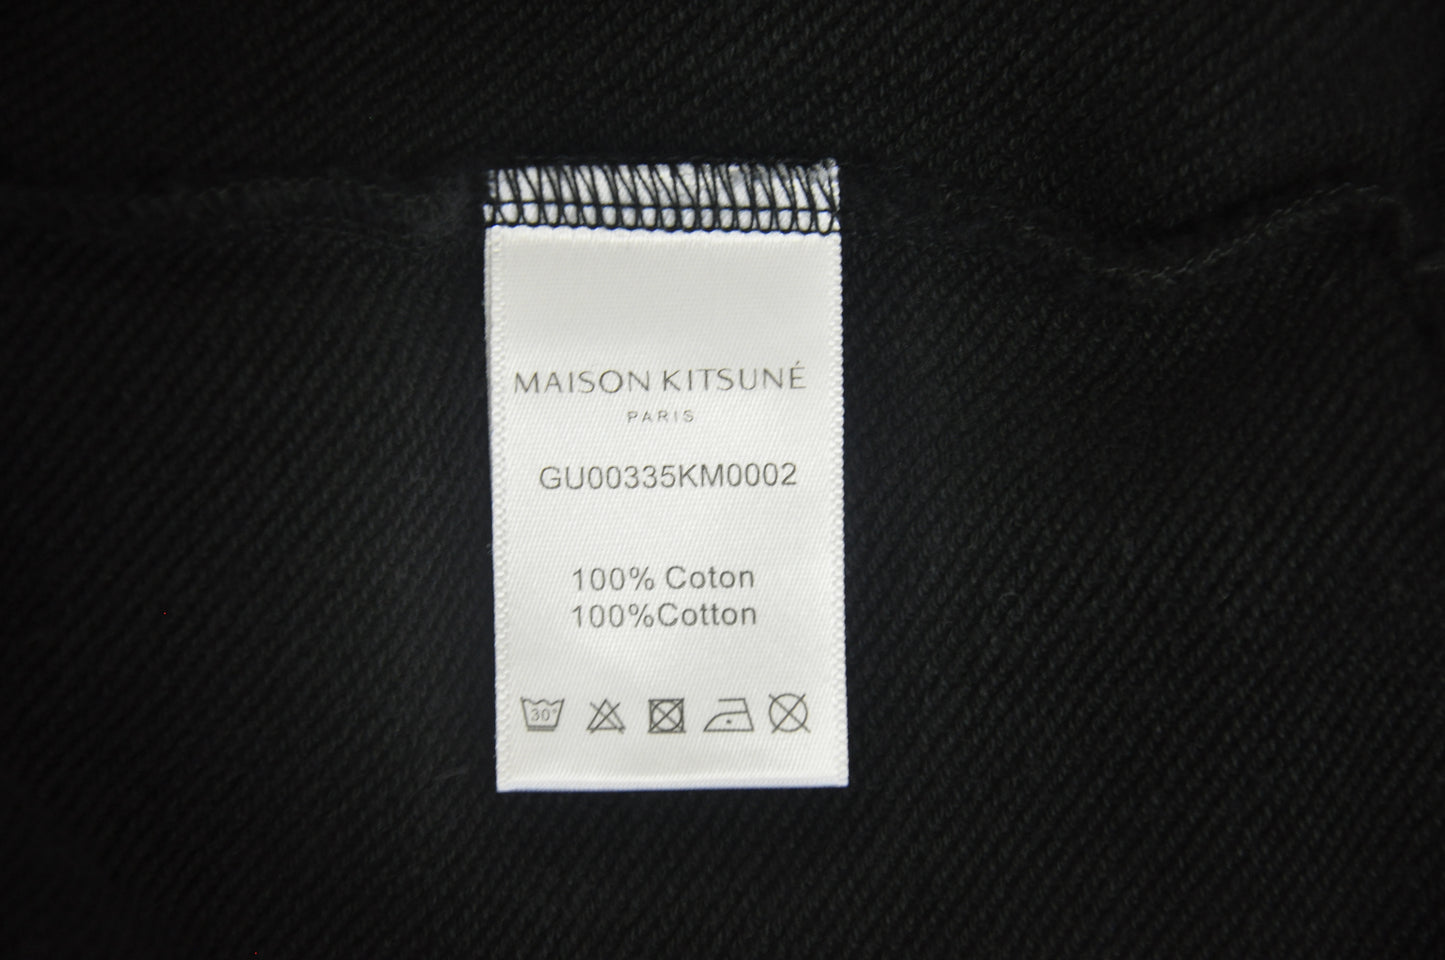 MAISON KITSUNÉ
PARIS
GU00335KM0002
100% Coton
100%Cotton
30°